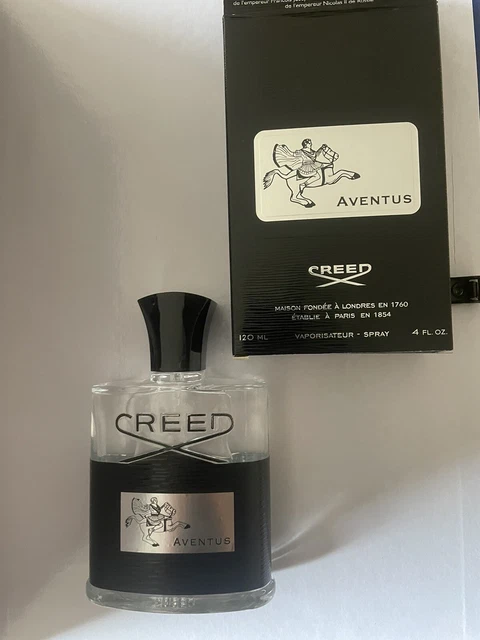 de l'empereur Nicolas II de Russie
AVENTUS
CREED
MAISON FONDÉE À LONDRES EN 1760
ÉTABLIE À PARIS EN 1854
120 ML VAPORISATEUR - SPRAY 4 FL. OZ.
CREED
AVENTUS